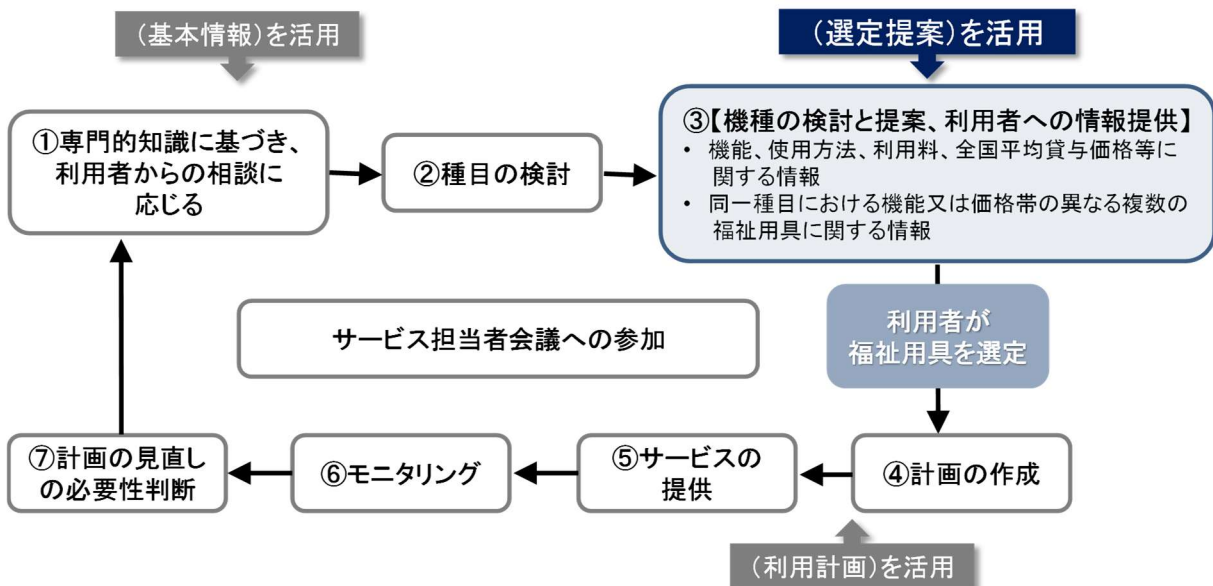 (基本情報)を活用
(選定提案)を活用
①専門的知識に基づき、
利用者からの相談に
応じる
②種目の検討
③【機種の検討と提案、利用者への情報提供】
• 機能、使用方法、利用料、全国平均貸与価格等に
関する情報
• 同一種目における機能又は価格帯の異なる複数の
福祉用具に関する情報
利用者が
福祉用具を選定
サービス担当者会議への参加
④計画の作成
⑤サービスの
提供
⑥モニタリング
⑦計画の見直し
の必要性判断
(利用計画)を活用